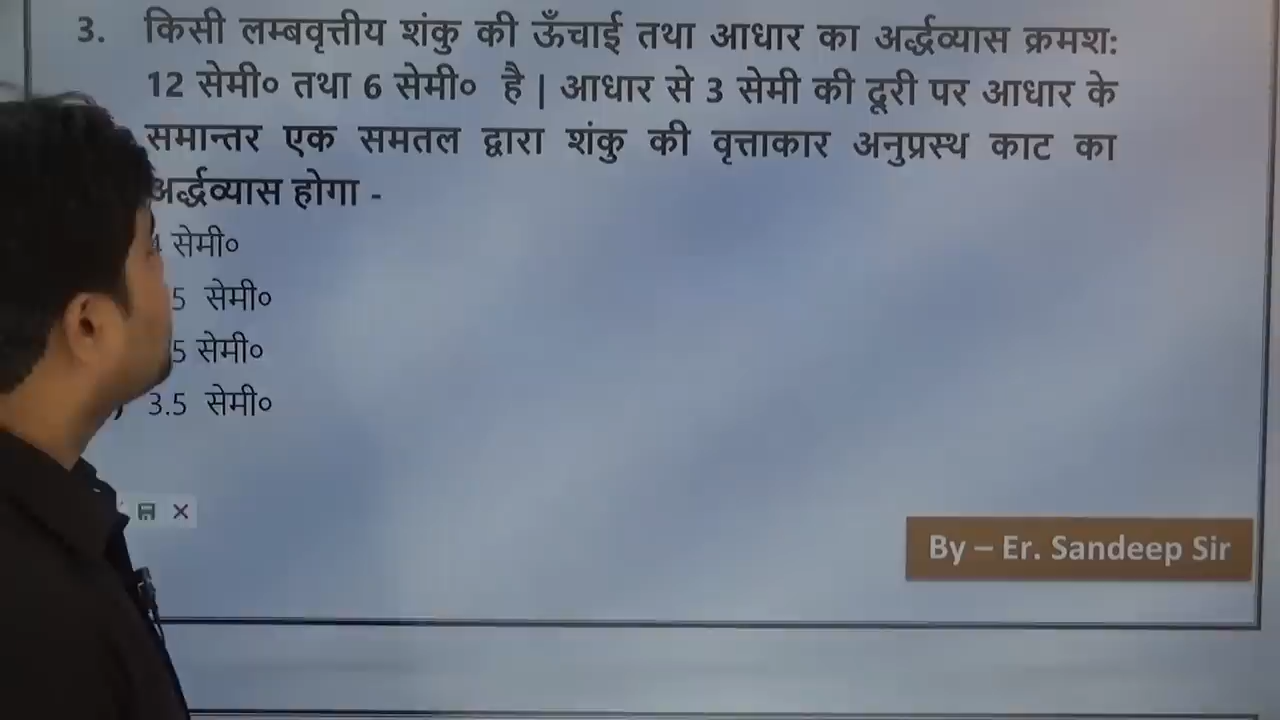 3. किसी लम्बवृत्तीय शंकु की ऊँचाई तथा आधार का अर्द्धव्यास क्रमश:
12 सेमी० तथा 6 सेमी० है | आधार से 3 सेमी की दूरी पर आधार के
समान्तर एक समतल द्वारा शंकु की वृत्ताकार अनुप्रस्थ काट का
अर्द्धव्यास होगा -
सेमी०
5 सेमी०
5 सेमी०
3.5 सेमी०
By – Er. Sandeep Sir